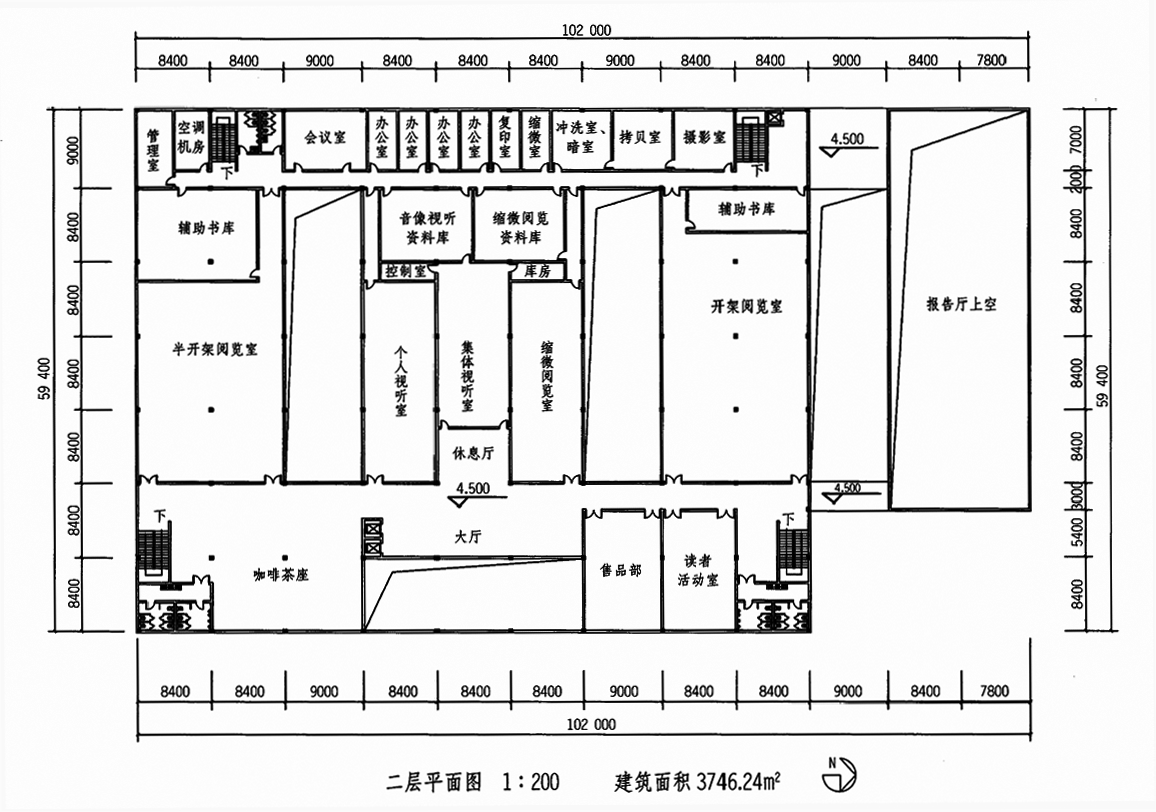 102 000
8400 8400 9000 8400 8400 8400 9000 8400 8400 9000 8400 7800
59 400
9000
8400
8400
8400
8400
8400
8400
7000
2000
8400
8400
8400
8400
3000
5400
8400
59 400
管理室
空调机房
下
会议室
办公室
办公室
办公室
办公室
复印室
缩微室
冲洗室、
暗室
拷贝室
摄影室
下
4.500
辅助书库
音像视听
资料库
缩微阅览
资料库
辅助书库
控制室
库房
半开架阅览室
个人视听室
集体视听室
缩微阅览室
开架阅览室
报告厅上空
休息厅
4.500
4.500
下
大厅
下
咖啡茶座
售品部
读者
活动室
8400 8400 9000 8400 8400 8400 9000 8400 8400 9000 8400 7800
102 000
二层平面图 1：200 建筑面积 3746.24m²
N